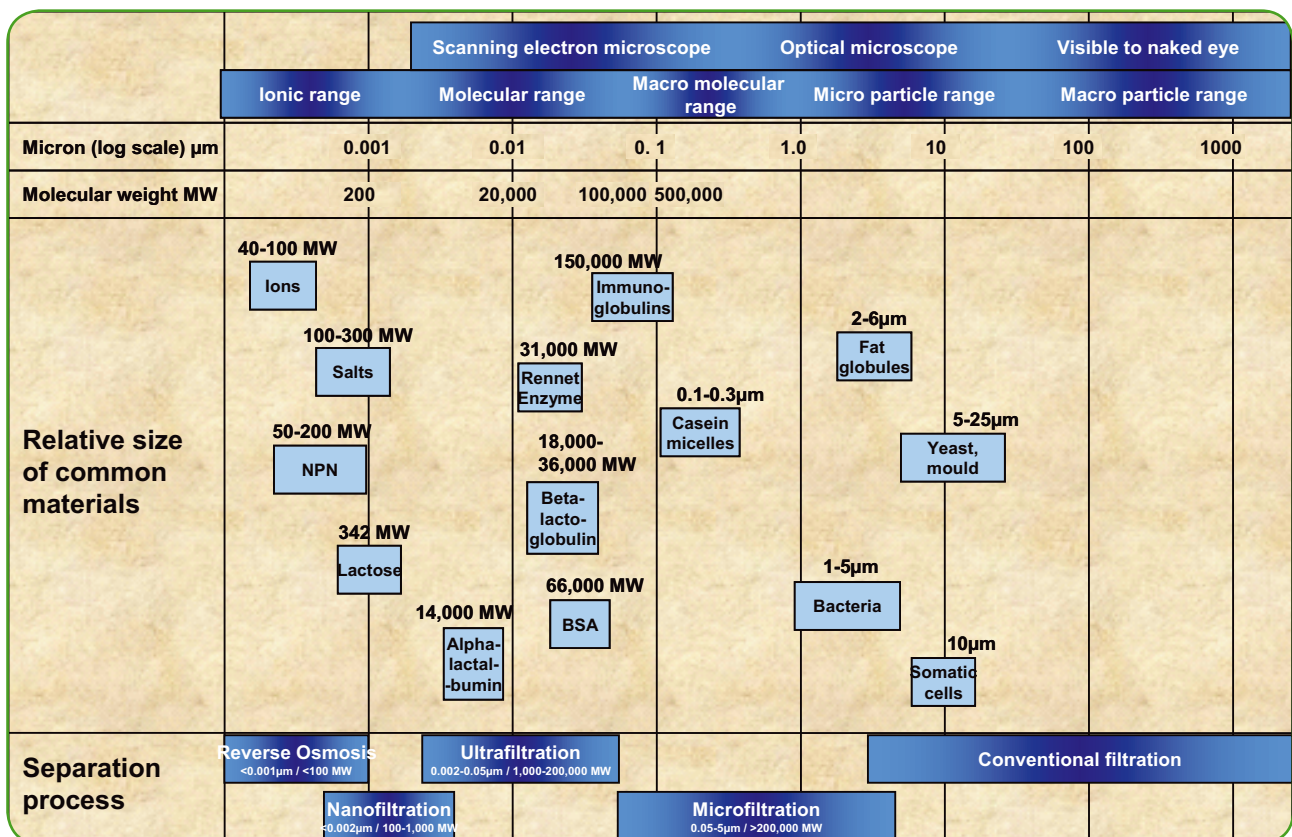 Scanning electron microscope
Optical microscope
Visible to naked eye
Ionic range
Molecular range
Macro molecular
range
Micro particle range
Macro particle range
Micron (log scale) µm
0.001
0.01
0. 1
1.0
10
100
1000
Molecular weight MW
200
20,000
100,000
500,000
Relative size
of common
materials
40-100 MW
Ions
150,000 MW
Immuno-
globulins
100-300 MW
Salts
31,000 MW
Rennet
Enzyme
2-6µm
Fat
globules
0.1-0.3µm
Casein
micelles
50-200 MW
NPN
18,000-
36,000 MW
Beta-
lacto-
globulin
5-25µm
Yeast,
mould
342 MW
Lactose
14,000 MW
Alpha-
lactal-
-bumin
66,000 MW
BSA
1-5µm
Bacteria
10µm
Somatic
cells
Separation
process
Reverse Osmosis
<0.001µm / <100 MW
Ultrafiltration
0.002-0.05µm / 1,000-200,000 MW
Conventional filtration
Nanofiltration
<0.002µm / 100-1,000 MW
Microfiltration
0.05-5µm / >200,000 MW